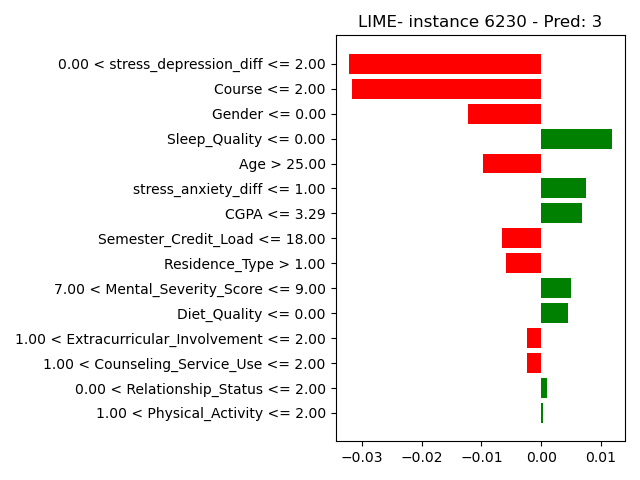 LIME- instance 6230 - Pred: 3
0.00 < stress_depression_diff <= 2.00
Course <= 2.00
Gender <= 0.00
Sleep_Quality <= 0.00
Age > 25.00
stress_anxiety_diff <= 1.00
CGPA <= 3.29
Semester_Credit_Load <= 18.00
Residence_Type > 1.00
7.00 < Mental_Severity_Score <= 9.00
Diet_Quality <= 0.00
1.00 < Extracurricular_Involvement <= 2.00
1.00 < Counseling_Service_Use <= 2.00
0.00 < Relationship_Status <= 2.00
1.00 < Physical_Activity <= 2.00
−0.03 −0.02 −0.01 0.00 0.01